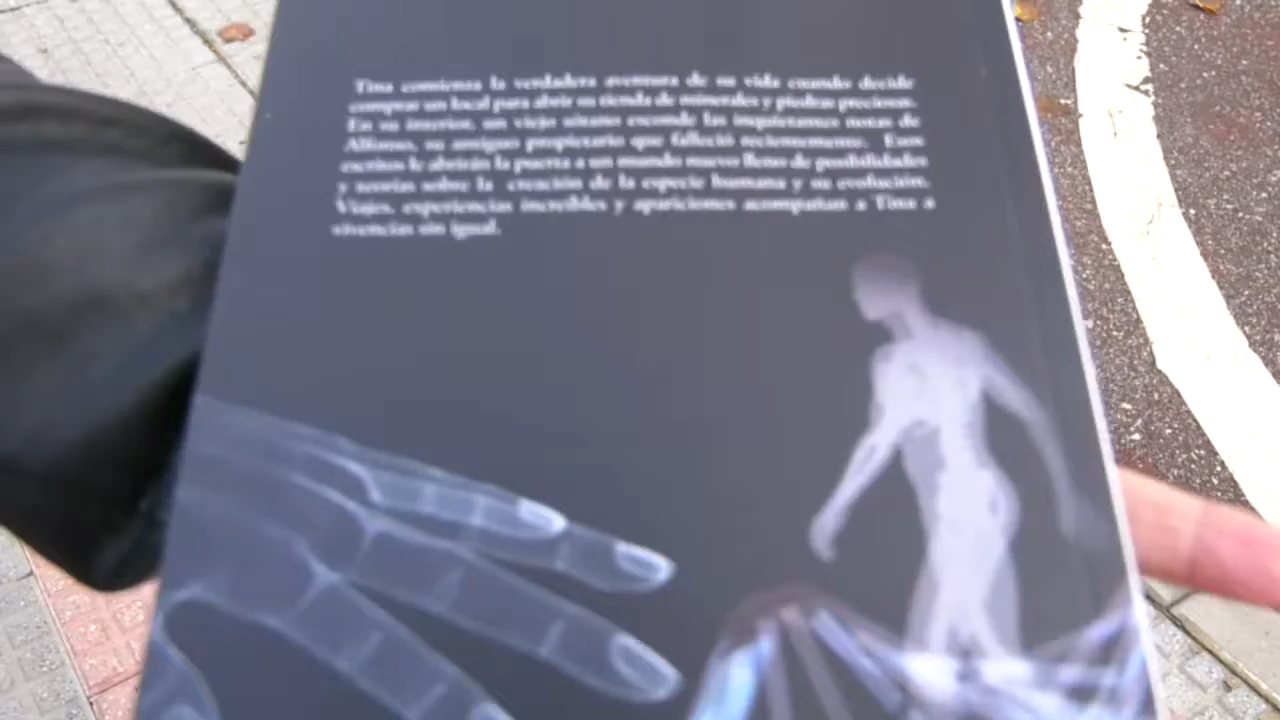 Tina comienza la verdadera aventura de su vida cuando decide
comprar un local para abrir su tienda de minerales y piedras preciosas.
En su interior, un viejo sótano esconde las inquietantes notas de
Alfonso, su antiguo propietario que falleció recientemente. Esos
escritos le abrirán la puerta a un mundo nuevo lleno de posibilidades
y teorías sobre la creación de la especie humana y su evolución.
Viajes, experiencias increíbles y apariciones acompañan a Tina a
vivencias sin igual.